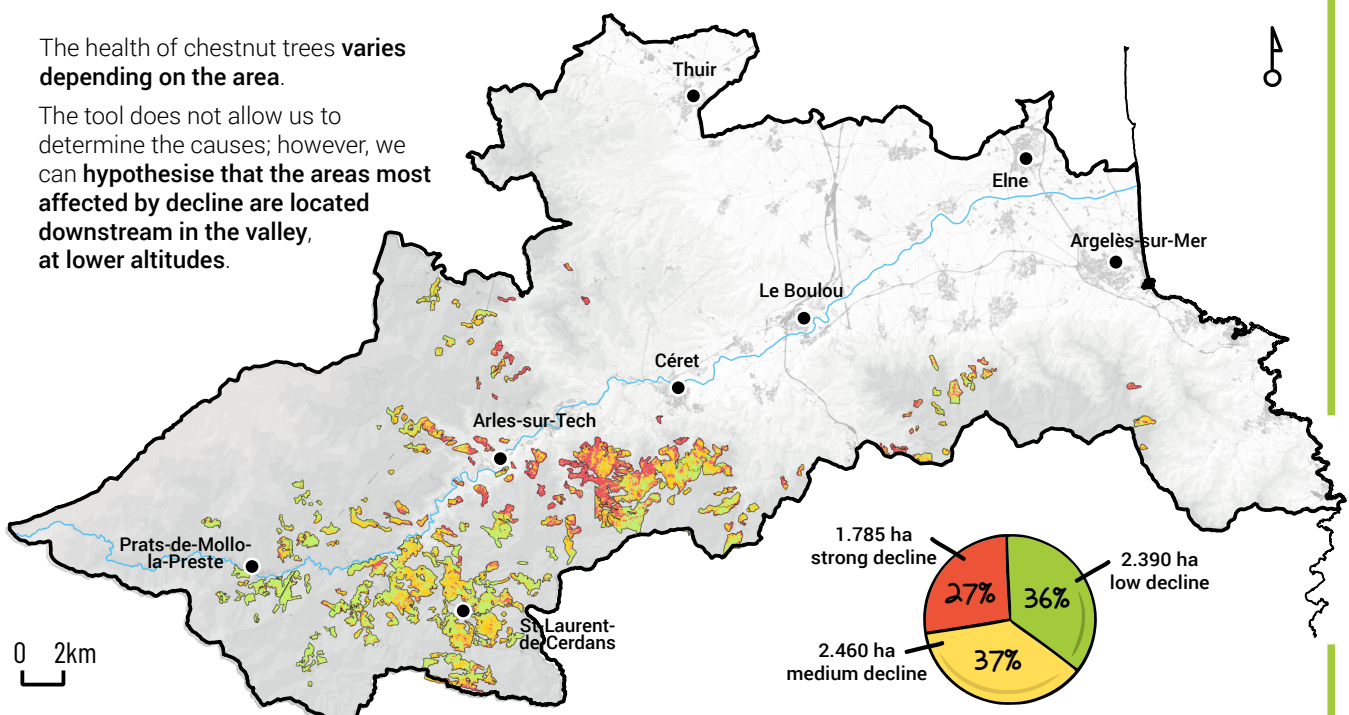 The health of chestnut trees varies
depending on the area.
The tool does not allow us to
determine the causes; however, we
can hypothesise that the areas most
affected by decline are located
downstream in the valley,
at lower altitudes.
Thuir
Elne
Argelès-sur-Mer
Le Boulou
Céret
Arles-sur-Tech
Prats-de-Mollo-
la-Preste
St-Laurent-
de-Cerdans
0 2km
1.785 ha
strong decline
2.390 ha
low decline
27%
36%
2.460 ha
medium decline
37%